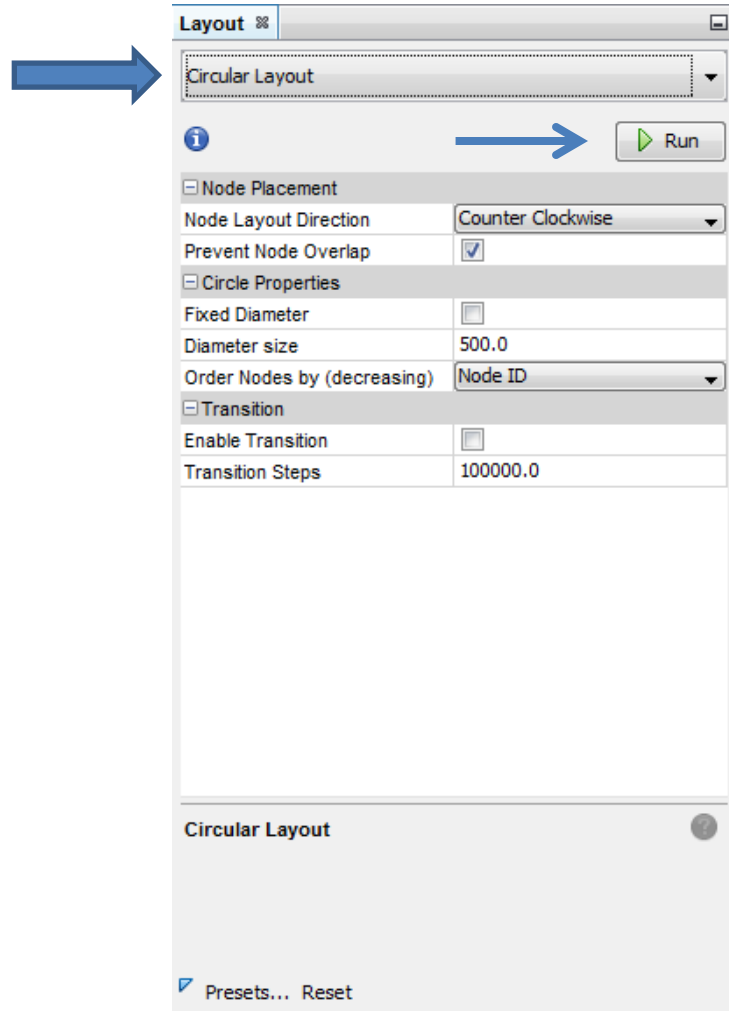 Layout
Circular Layout
Run
Node Placement
Node Layout Direction Counter Clockwise
Prevent Node Overlap
Circle Properties
Fixed Diameter
Diameter size 500.0
Order Nodes by (decreasing) Node ID
Transition
Enable Transition
Transition Steps 100000.0
Circular Layout
Presets... Reset